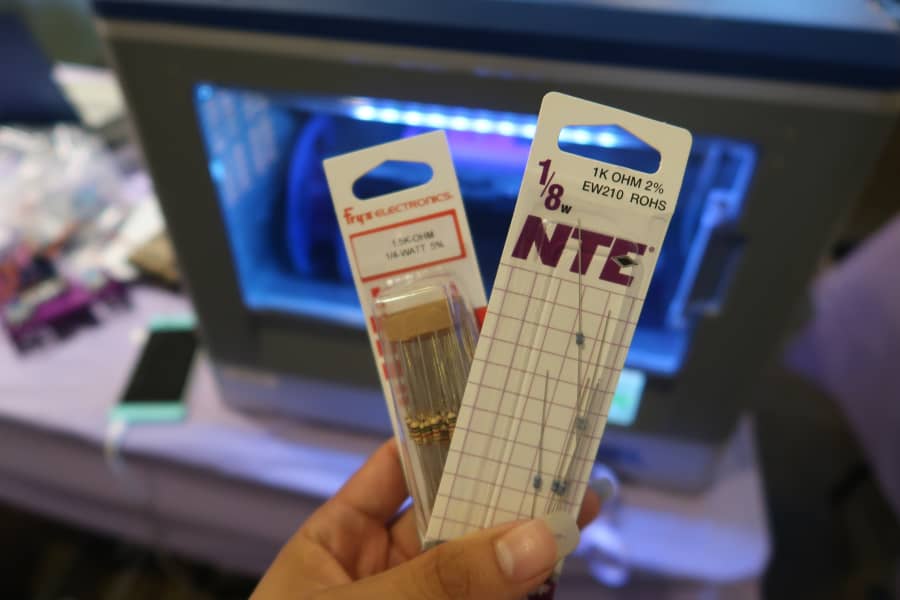 Fry's ELECTRONICS.
1.5K-OHM
1/4-WATT 5%
1/8w
1K OHM 2%
EW210 ROHS
NTE®